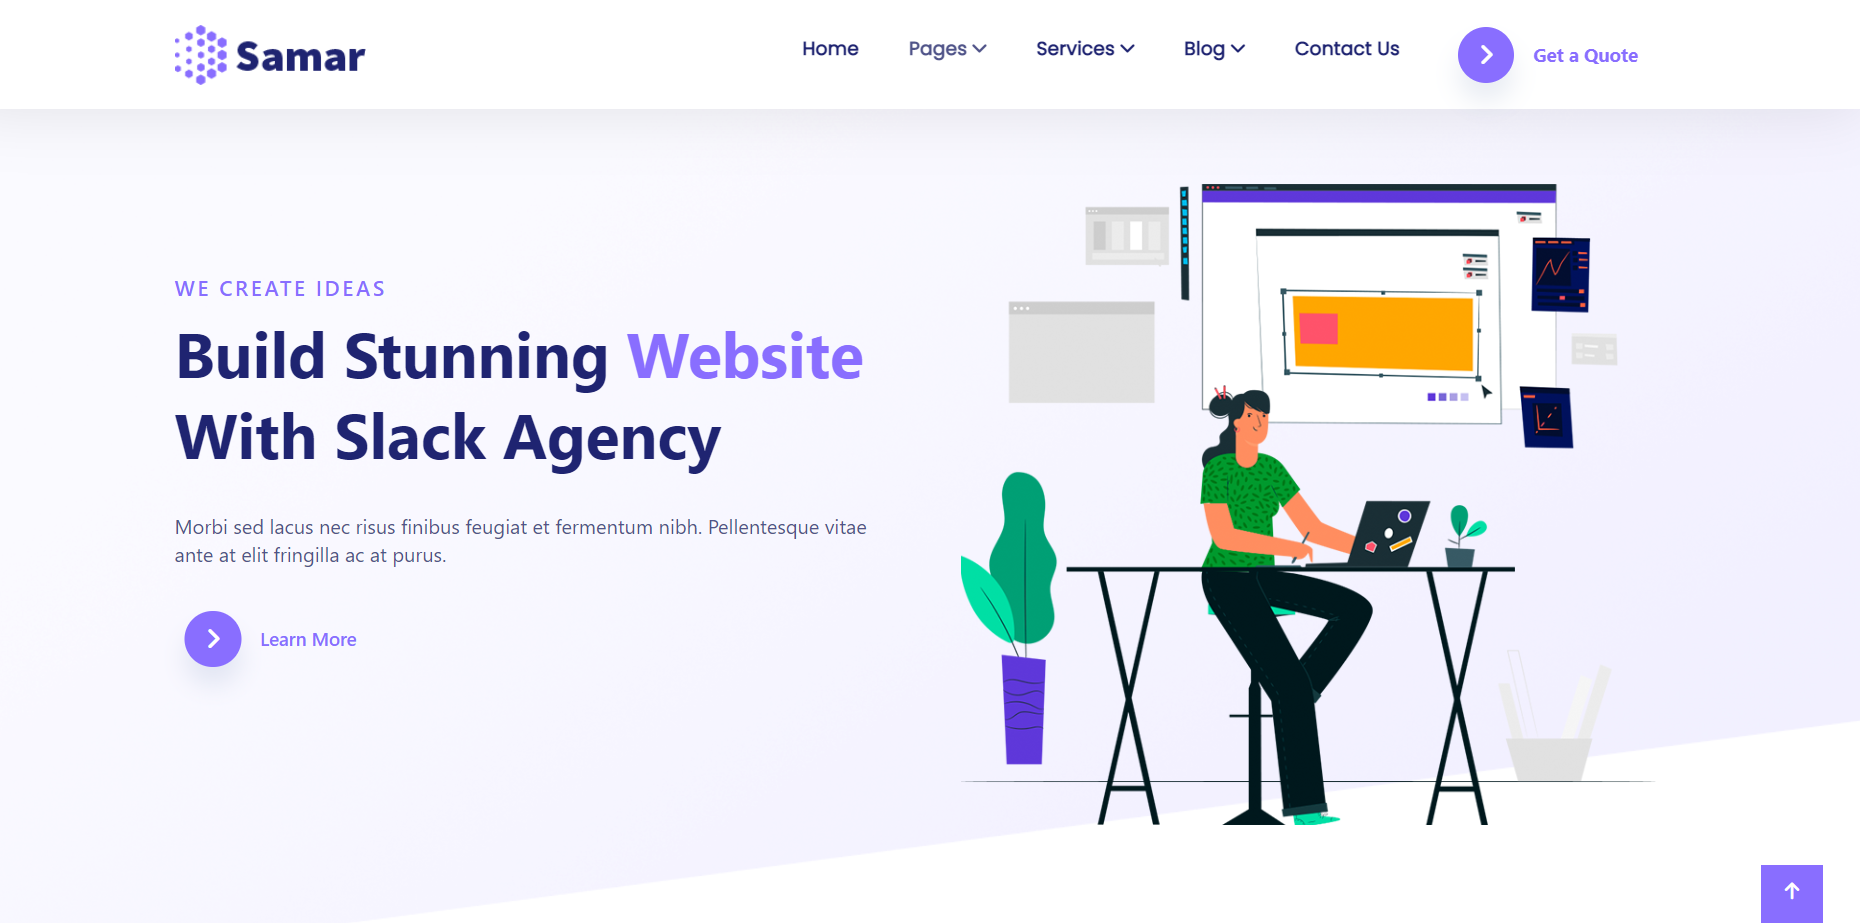 Samar
Home Pages Services Blog Contact Us Get a Quote
WE CREATE IDEAS
Build Stunning Website
With Slack Agency
Morbi sed lacus nec risus finibus feugiat et fermentum nibh. Pellentesque vitae
ante at elit fringilla ac at purus.
Learn More